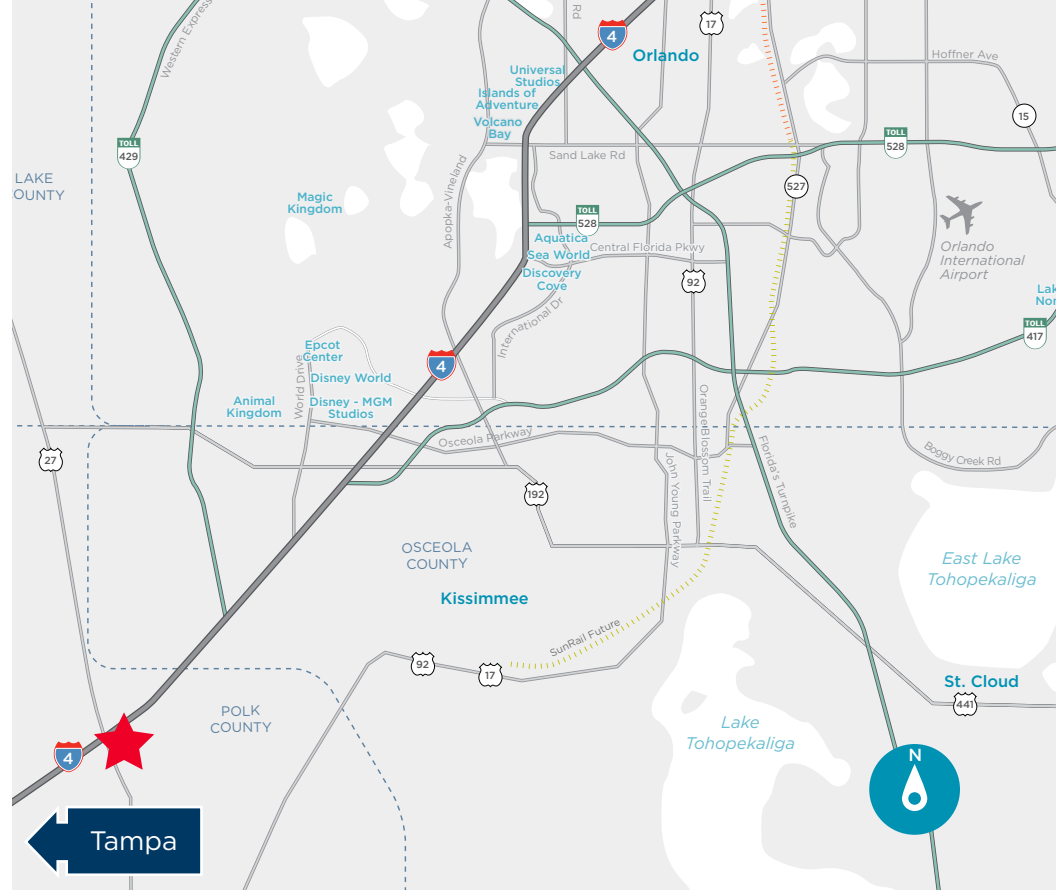 Western Express
Rd
17
4
Orlando
Hoffner Ave
Universal
Studios
Islands of
Adventure
Volcano
Bay
15
TOLL
429
TOLL
528
Sand Lake Rd
LAKE
OUNTY
527
Magic
Kingdom
Apopka-Vineland
TOLL
528
Aquatica
Sea World
Discovery
Cove
Central Florida Pkwy
Orlando
International
Airport
92
Lak
Nor
International Dr
TOLL
417
Epcot
Center
4
World Drive
Disney World
Animal
Kingdom
Disney - MGM
Studios
Orange Blossom Trail
Osceola Parkway
27
John Young Parkway
Florida's Turnpike
Boggy Creek Rd
192
OSCEOLA
COUNTY
East Lake
Tohopekaliga
Kissimmee
SunRail Future
92
17
St. Cloud
441
POLK
COUNTY
Lake
Tohopekaliga
4
N
Tampa